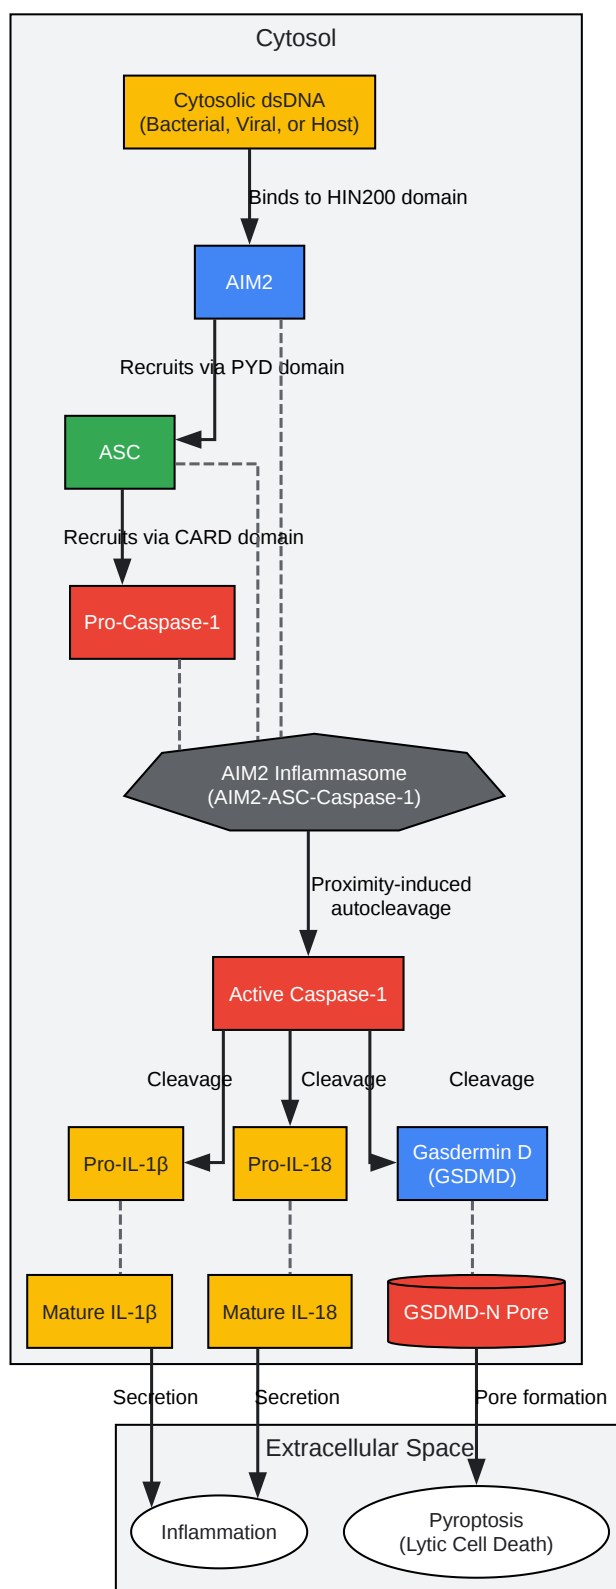 Cytosol
Cytosolic dsDNA
(Bacterial, Viral, or Host)
Binds to HIN200 domain
AIM2
Recruits via PYD domain
ASC
Recruits via CARD domain
Pro-Caspase-1
AIM2 Inflammasome
(AIM2-ASC-Caspase-1)
Proximity-induced
autocleavage
Active Caspase-1
Cleavage
Cleavage
Cleavage
Pro-IL-1β
Pro-IL-18
Gasdermin D
(GSDMD)
Mature IL-1β
Mature IL-18
GSDMD-N Pore
Secretion
Secretion
Pore formation
Extracellular Space
Inflammation
Pyroptosis
(Lytic Cell Death)